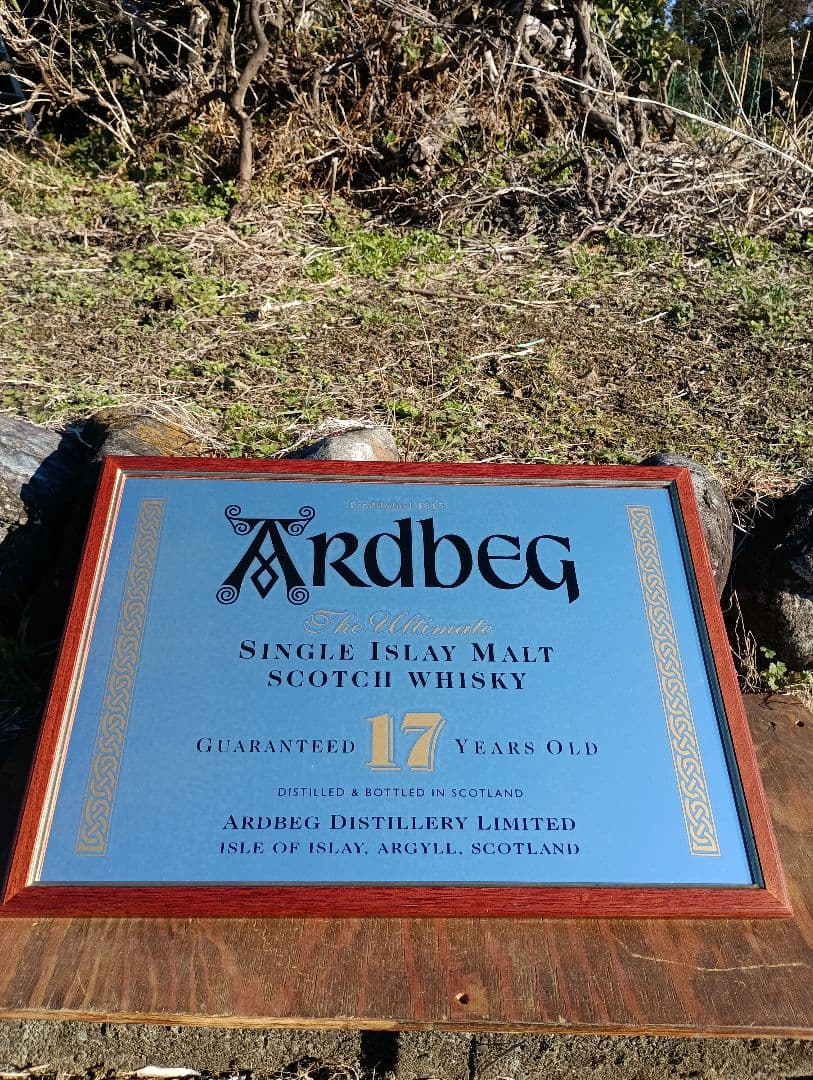 Established 1815
ARdbeG
The Ultimate
SINGLE ISLAY MALT
SCOTCH WHISKY
GUARANTEED 17 YEARS OLD
DISTILLED & BOTTLED IN SCOTLAND
ARDBEG DISTILLERY LIMITED
ISLE OF ISLAY, ARGYLL, SCOTLAND